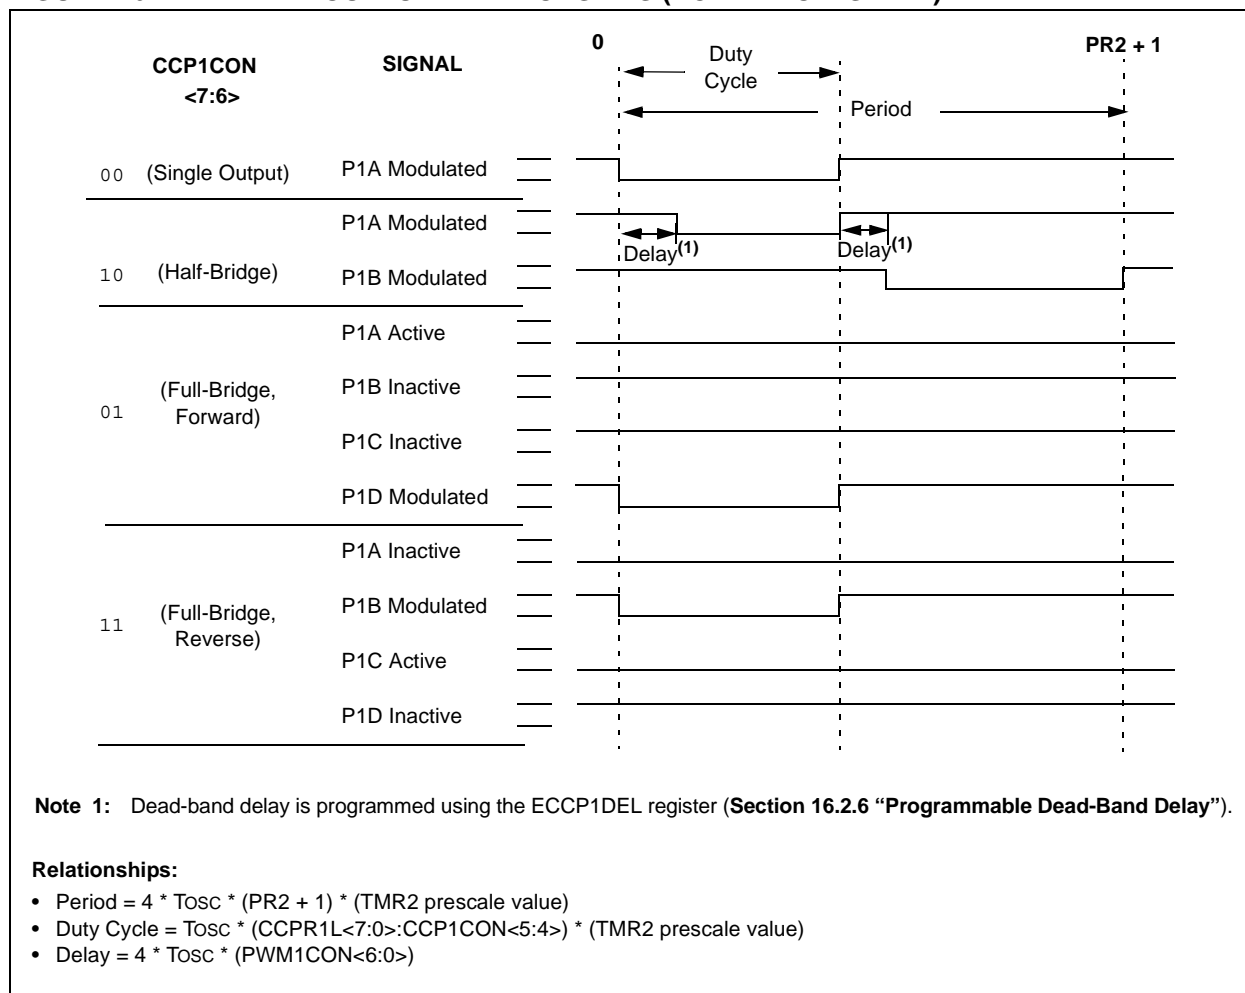 0
PR2 + 1
Duty
Cycle
CCP1CON
<7:6>
SIGNAL
Period
00 (Single Output) P1A Modulated
P1A Modulated
Delay(1) Delay(1)
10 (Half-Bridge) P1B Modulated
P1A Active
P1B Inactive
01 (Full-Bridge,
Forward)
P1C Inactive
P1D Modulated
P1A Inactive
P1B Modulated
11 (Full-Bridge,
Reverse)
P1C Active
P1D Inactive
Note 1: Dead-band delay is programmed using the ECCP1DEL register (Section 16.2.6 “Programmable Dead-Band Delay”).
Relationships:
• Period = 4 * TOSC * (PR2 + 1) * (TMR2 prescale value)
• Duty Cycle = TOSC * (CCPR1L<7:0>:CCP1CON<5:4>) * (TMR2 prescale value)
• Delay = 4 * TOSC * (PWM1CON<6:0>)